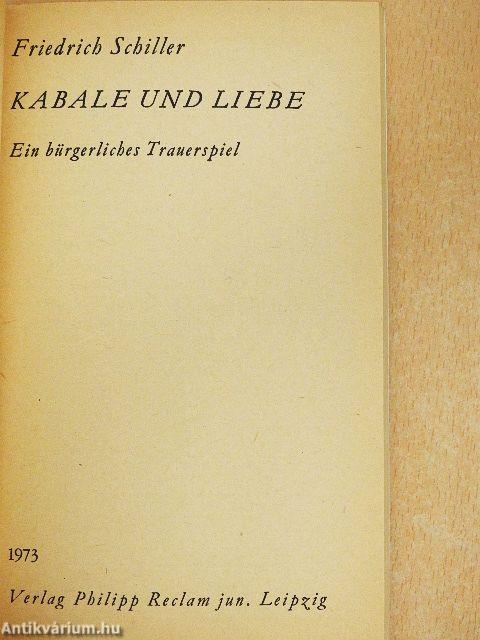 Friedrich Schiller
KABALE UND LIEBE
Ein bürgerliches Trauerspiel
1973
Verlag Philipp Reclam jun. Leipzig
Antikvárium.hu